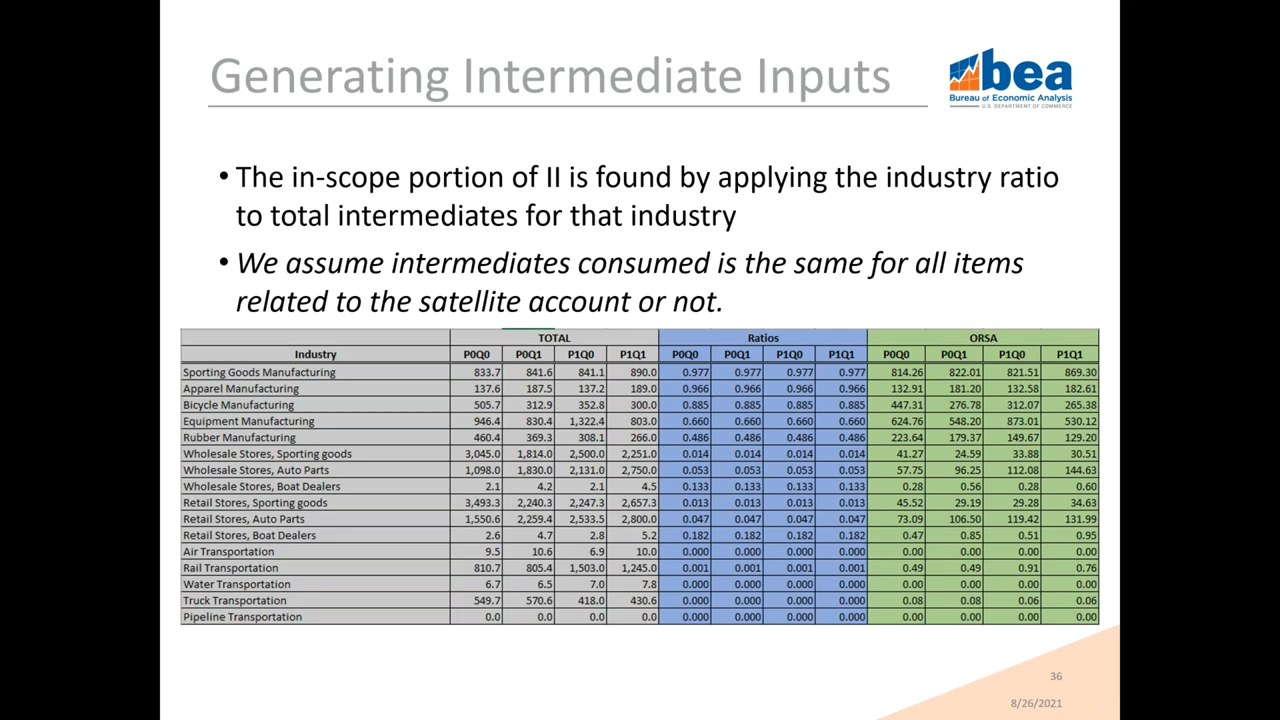 Generating Intermediate Inputs
bea
Bureau of Economic Analysis
U.S. DEPARTMENT OF COMMERCE
• The in-scope portion of II is found by applying the industry ratio
to total intermediates for that industry
• We assume intermediates consumed is the same for all items
related to the satellite account or not.
TOTAL Ratios ORSA
Industry P0Q0 P0Q1 P1Q0 P1Q1 P0Q0 P0Q1 P1Q0 P1Q1 P0Q0 P0Q1 P1Q0 P1Q1
Sporting Goods Manufacturing 833.7 841.6 841.1 890.0 0.977 0.977 0.977 0.977 814.26 822.01 821.51 869.30
Apparel Manufacturing 137.6 187.5 137.2 189.0 0.966 0.966 0.966 0.966 132.91 181.20 132.58 182.61
Bicycle Manufacturing 505.7 312.9 352.8 300.0 0.885 0.885 0.885 0.885 447.31 276.78 312.07 265.38
Equipment Manufacturing 946.4 830.4 1,322.4 803.0 0.660 0.660 0.660 0.660 624.76 548.20 873.01 530.12
Rubber Manufacturing 460.4 369.3 308.1 266.0 0.486 0.486 0.486 0.486 223.64 179.37 149.67 129.20
Wholesale Stores, Sporting goods 3,045.0 1,814.0 2,500.0 2,251.0 0.014 0.014 0.014 0.014 41.27 24.59 33.88 30.51
Wholesale Stores, Auto Parts 1,098.0 1,830.0 2,131.0 2,750.0 0.053 0.053 0.053 0.053 57.75 96.25 112.08 144.63
Wholesale Stores, Boat Dealers 2.1 4.2 2.1 4.5 0.133 0.133 0.133 0.133 0.28 0.56 0.28 0.60
Retail Stores, Sporting goods 3,493.3 2,240.3 2,247.3 2,657.3 0.013 0.013 0.013 0.013 45.52 29.19 29.28 34.63
Retail Stores, Auto Parts 1,550.6 2,259.4 2,533.5 2,800.0 0.047 0.047 0.047 0.047 73.09 106.50 119.42 131.99
Retail Stores, Boat Dealers 2.6 4.7 2.8 5.2 0.182 0.182 0.182 0.182 0.47 0.85 0.51 0.95
Air Transportation 9.5 10.6 6.9 10.0 0.000 0.000 0.000 0.000 0.00 0.00 0.00 0.00
Rail Transportation 810.7 805.4 1,503.0 1,245.0 0.001 0.001 0.001 0.001 0.49 0.49 0.91 0.76
Water Transportation 6.7 6.5 7.0 7.8 0.000 0.000 0.000 0.000 0.00 0.00 0.00 0.00
Truck Transportation 549.7 570.6 418.0 430.6 0.000 0.000 0.000 0.000 0.08 0.08 0.06 0.06
Pipeline Transportation 0.0 0.0 0.0 0.0 0.000 0.000 0.000 0.000 0.00 0.00 0.00 0.00
36
8/26/2021